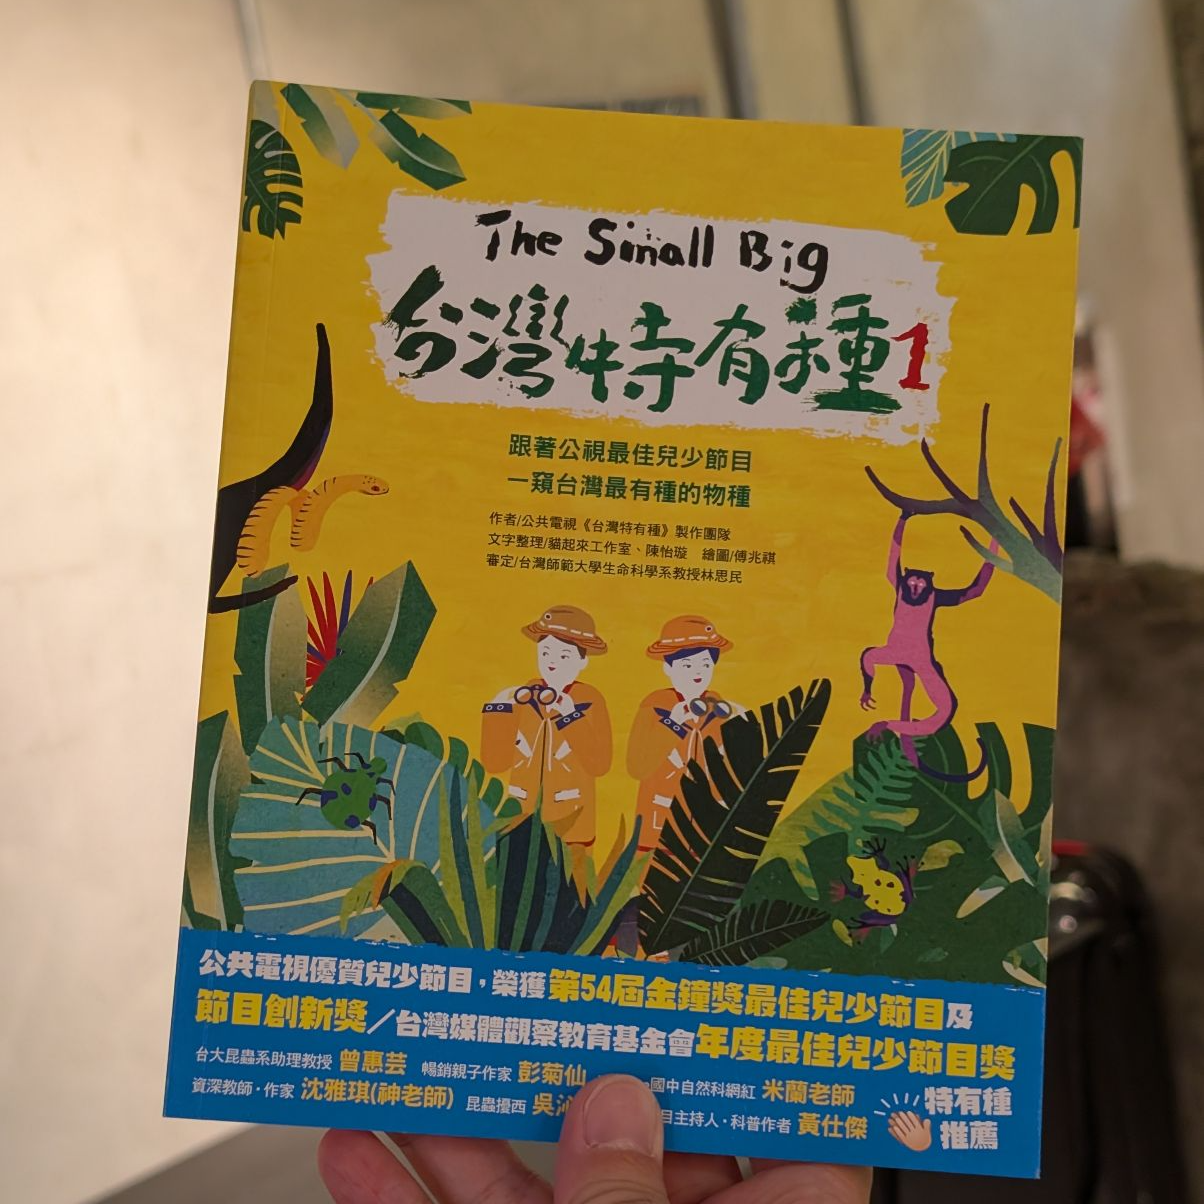 The Small Big
台灣特有種1
跟著公視最佳兒少節目
一窺台灣最有種的物種
作者/公共電視《台灣特有種》製作團隊
文字整理/貓起來工作室、陳怡璇 繪圖/傅兆祺
審定/台灣師範大學生命科學系教授林思民
公共電視優質兒少節目，榮獲第54屆金鐘獎最佳兒少節目及
節目創新獎／台灣媒體觀察教育基金會年度最佳兒少節目獎
台大昆蟲系助理教授 曾惠芸 暢銷親子作家 彭菊仙 國中自然科網紅 米蘭老師
資深教師·作家 沈雅琪(神老師) 昆蟲擾西 吳沁 目主持人·科普作者 黃仕傑
特有種
推薦